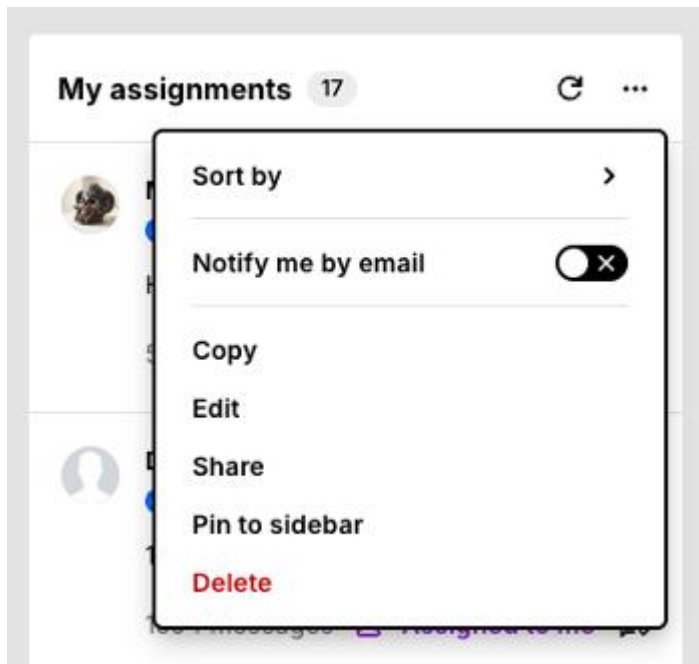 My assignments 17
Sort by
Notify me by email
Copy
Edit
Share
Pin to sidebar
Delete